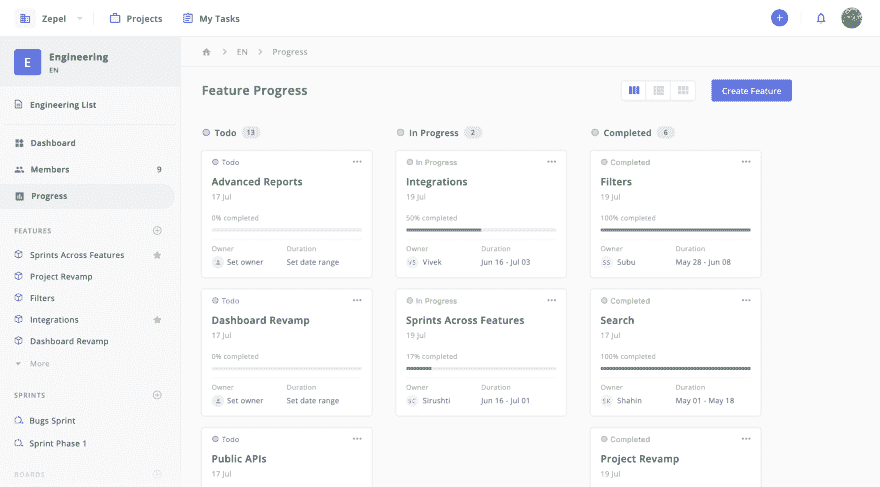 Zepel
Projects
My Tasks
E
Engineering
EN
Engineering List
Dashboard
Members 9
Progress
FEATURES
Sprints Across Features
Project Revamp
Filters
Integrations
Dashboard Revamp
More
SPRINTS
Bugs Sprint
Sprint Phase 1
BOARDS
EN
Progress
Feature Progress
Create Feature
Todo 13
Todo
Advanced Reports
17 Jul
0% completed
Owner Duration
Set owner Set date range
Todo
Dashboard Revamp
17 Jul
0% completed
Owner Duration
Set owner Set date range
Todo
Public APIs
17 Jul
In Progress 2
In Progress
Integrations
19 Jul
50% completed
Owner Duration
VS Vivek Jun 16 - Jul 03
In Progress
Sprints Across Features
19 Jul
17% completed
Owner Duration
Sirushti Jun 16 - Jul 01
Completed 6
Completed
Filters
19 Jul
100% completed
Owner Duration
SS Subu May 28 - Jun 08
Completed
Search
17 Jul
100% completed
Owner Duration
SK Shahin May 01 - May 18
Completed
Project Revamp
19 Jul